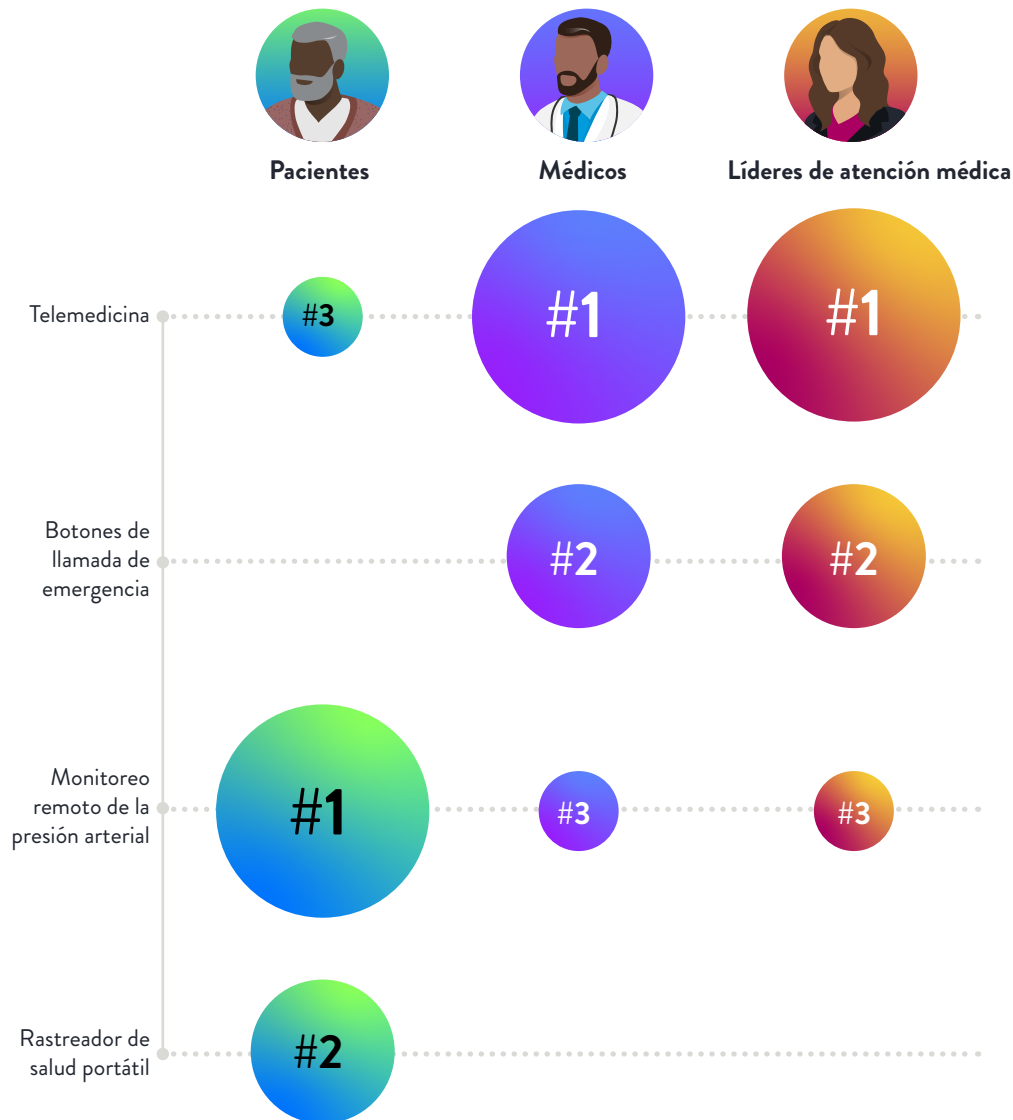 Pacientes
Médicos
Líderes de atención médica
Telemedicina
#3
#1
#1
Botones de
llamada de
emergencia
#2
#2
Monitoreo
remoto de la
presión arterial
#1
#3
#3
Rastreador de
salud portátil
#2